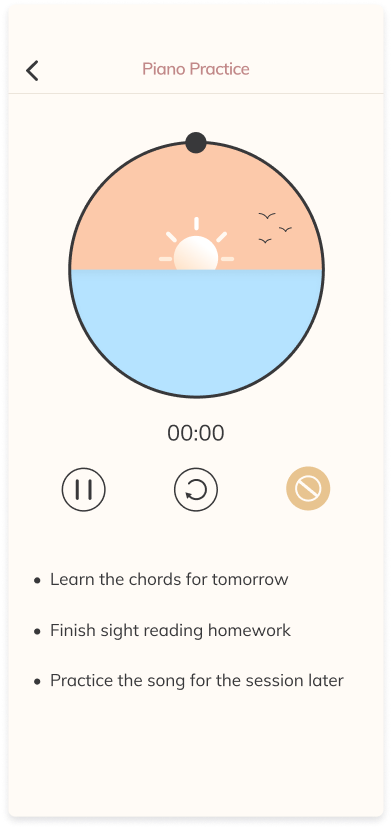 Piano Practice
00:00
Learn the chords for tomorrow
Finish sight reading homework
Practice the song for the session later